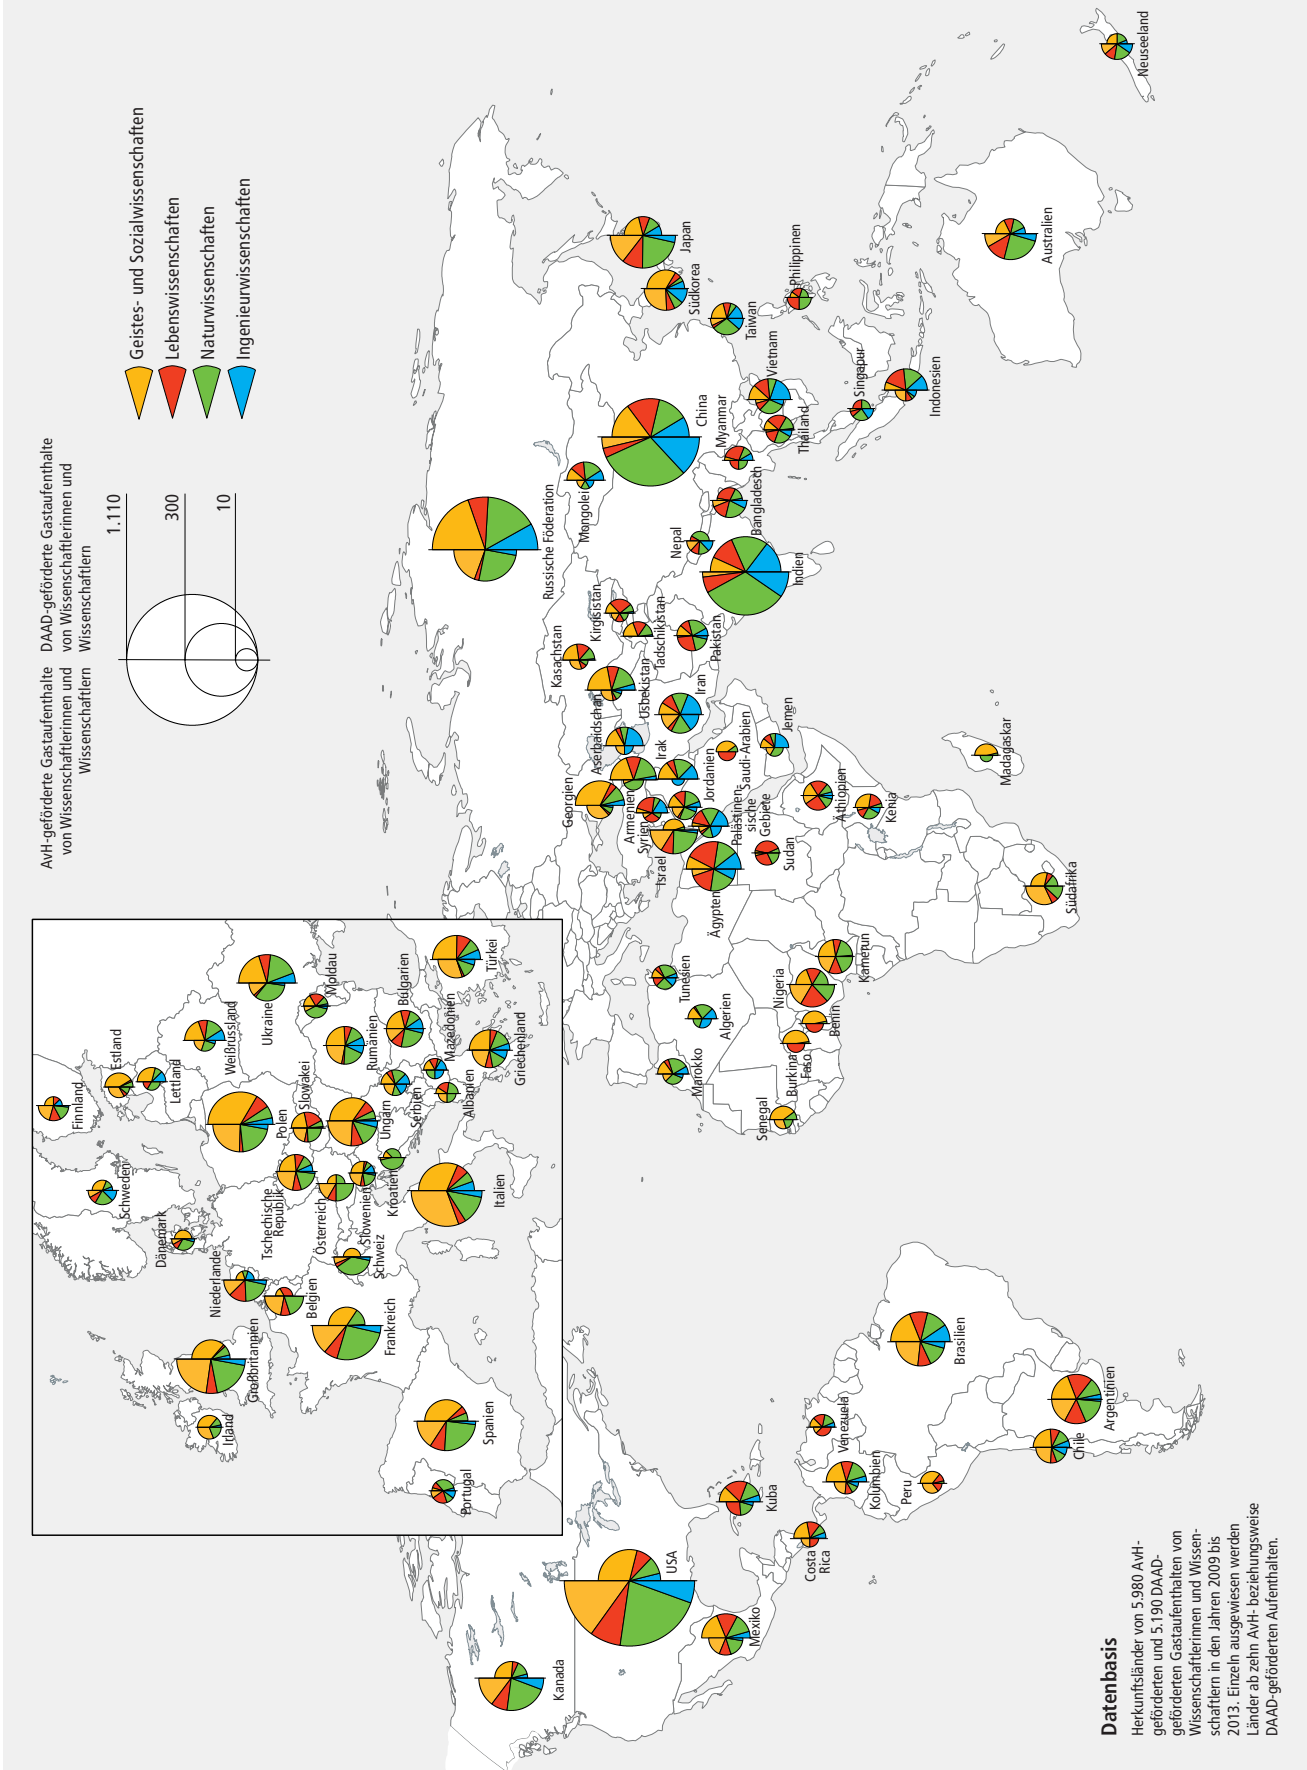 AvH-geförderte Gastaufenthalte
von Wissenschaftlerinnen und
Wissenschaftlern
DAAD-geförderte Gastaufenthalte
von Wissenschaftlerinnen und
Wissenschaftlern
1.110
300
10
Geistes- und Sozialwissenschaften
Lebenswissenschaften
Naturwissenschaften
Ingenieurwissenschaften
Finnland
Estland
Lettland
Schweden
Dänemark
Weißrussland
Ukraine
Moldau
Polen
Slowakei
Rumänien
Bulgarien
Türkei
Ungarn
Serbien
Mazedonien
Albanien
Griechenland
Tschechische
Republik
Österreich
Slowenien
Kroatien
Italien
Schweiz
Niederlande
Belgien
Frankreich
Großbritannien
Irland
Spanien
Portugal
Russische Föderation
Mongolei
China
Japan
Südkorea
Taiwan
Philippinen
Vietnam
Thailand
Myanmar
Singapur
Indonesien
Australien
Neuseeland
Bangladesch
Nepal
Indien
Kirgisistan
Tadschikistan
Kasachstan
Usbekistan
Pakistan
Iran
Aserbaidschan
Irak
Georgien
Armenien
Syrien
Israel
Jordanien
Saudi-Arabien
Jemen
Palästinen-
sische
Gebiete
Ägypten
Sudan
Äthiopien
Kenia
Madagaskar
Südafrika
Tunesien
Algerien
Marokko
Nigeria
Kamerun
Benin
Burkina
Faso
Senegal
Kanada
USA
Mexiko
Kuba
Costa
Rica
Venezuela
Kolumbien
Peru
Brasilien
Chile
Argentinien
Datenbasis
Herkunftsländer von 5.980 AvH-
geförderten und 5.190 DAAD-
geförderten Gastaufenthalten von
Wissenschaftlerinnen und Wissen-
schaftlern in den Jahren 2009 bis
2013. Einzeln ausgewiesen werden
Länder ab zehn AvH- beziehungsweise
DAAD-geförderten Aufenthalten.